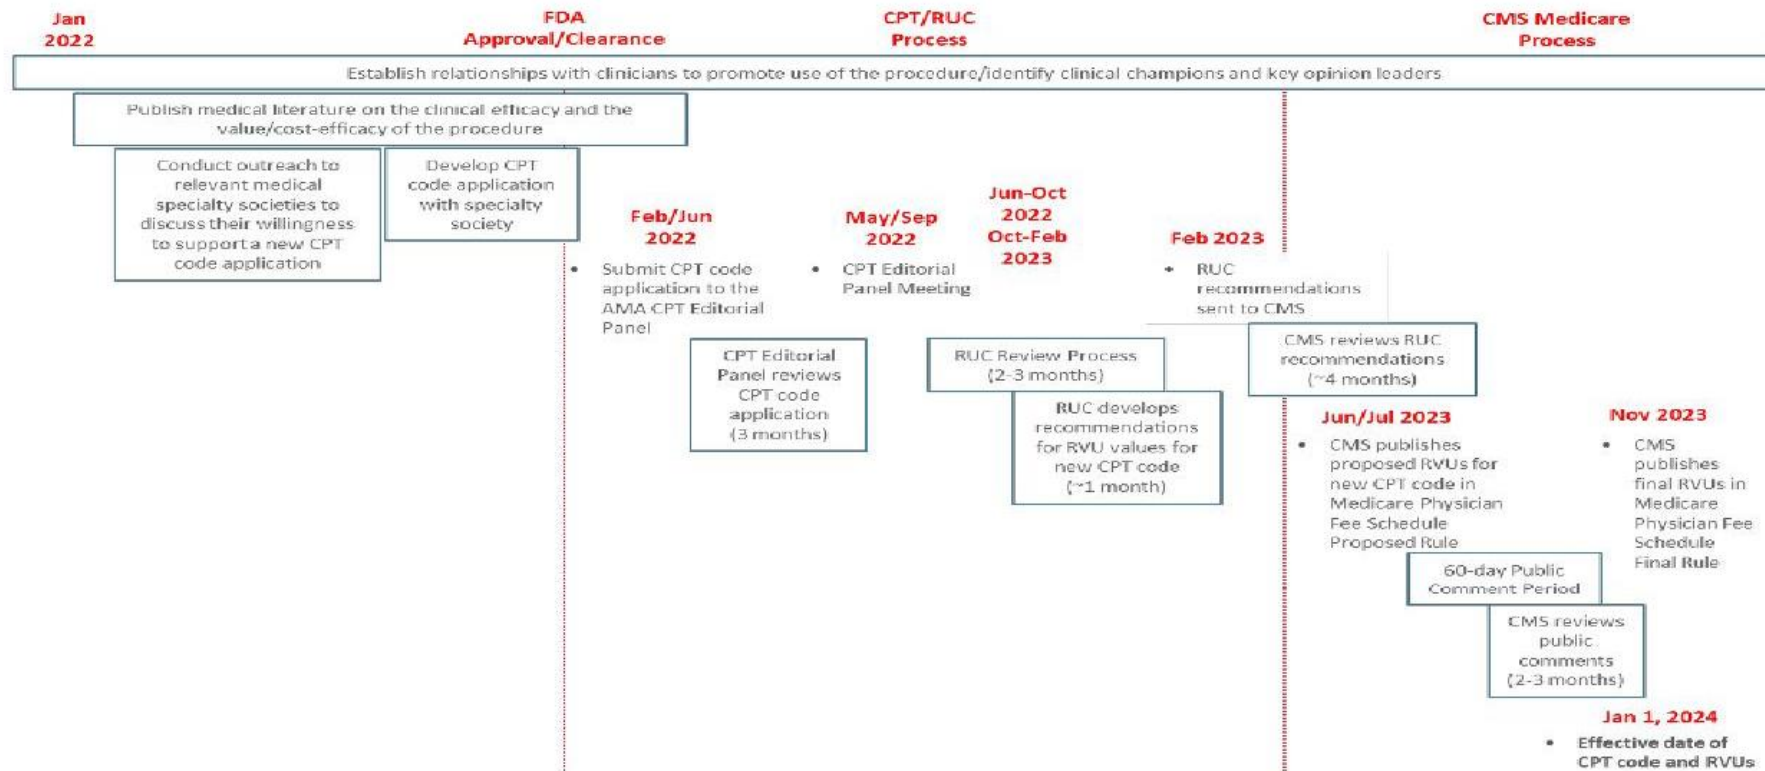 Jan
2022
FDA
Approval/Clearance
CPT/RUC
Process
CMS Medicare
Process
Establish relationships with clinicians to promote use of the procedure/identify clinical champions and key opinion leaders
Publish medical literature on the clinical efficacy and the
value/cost-efficacy of the procedure
Conduct outreach to
relevant medical
specialty societies to
discuss their willingness
to support a new CPT
code application
Develop CPT
code application
with specialty
society
Feb/Jun
2022
• Submit CPT code
application to the
AMA CPT Editorial
Panel
CPT Editorial
Panel reviews
CPT code
application
(3 months)
May/Sep
2022
• CPT Editorial
Panel Meeting
Jun-Oct
2022
Oct-Feb
2023
RUC Review Process
(2-3 months)
RUC develops
recommendations
for RVU values for
new CPT code
(~1 month)
Feb 2023
• RUC
recommendations
sent to CMS
CMS reviews RUC
recommendations
(~4 months)
Jun/Jul 2023
• CMS publishes
proposed RVUs for
new CPT code in
Medicare Physician
Fee Schedule
Proposed Rule
60-day Public
Comment Period
CMS reviews
public
comments
(2-3 months)
Nov 2023
• CMS
publishes
final RVUs in
Medicare
Physician Fee
Schedule
Final Rule
Jan 1, 2024
• Effective date of
CPT code and RVUs